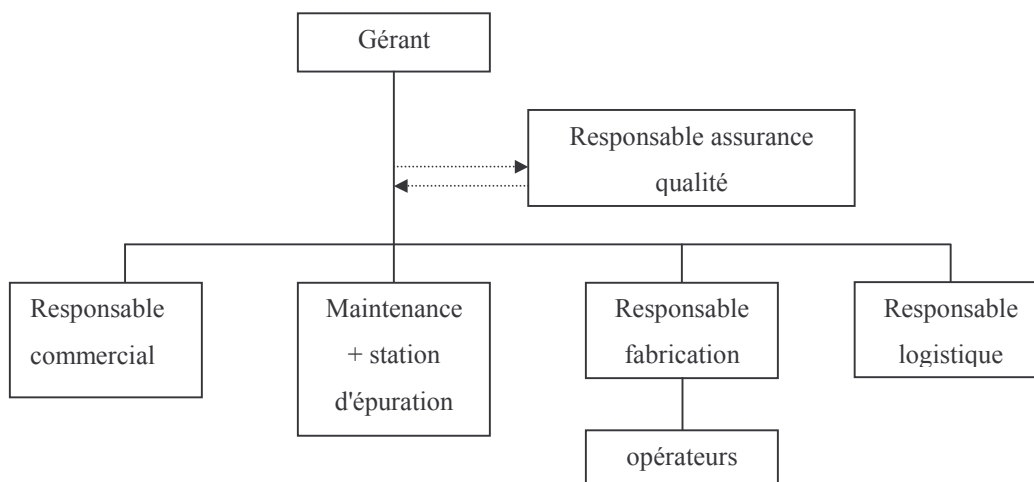 Gérant
Responsable assurance
qualité
Responsable
commercial
Maintenance
+ station
d'épuration
Responsable
fabrication
Responsable
logistique
opérateurs